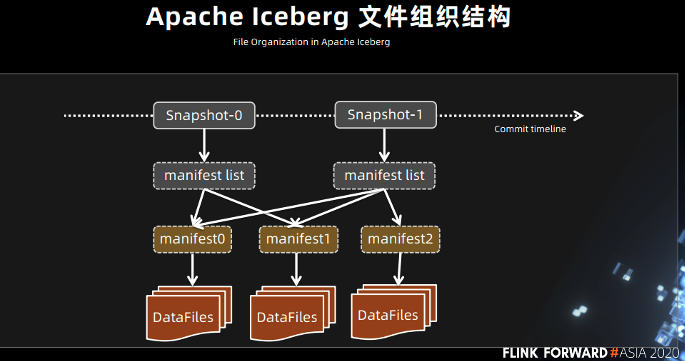 Apache Iceberg 文件组织结构
File Organization in Apache Iceberg
Snapshot-0
Snapshot-1
Commit timeline
manifest list
manifest list
manifest0
manifest1
manifest2
DataFiles
DataFiles
DataFiles
FLINK FORWARD #ASIA 2020